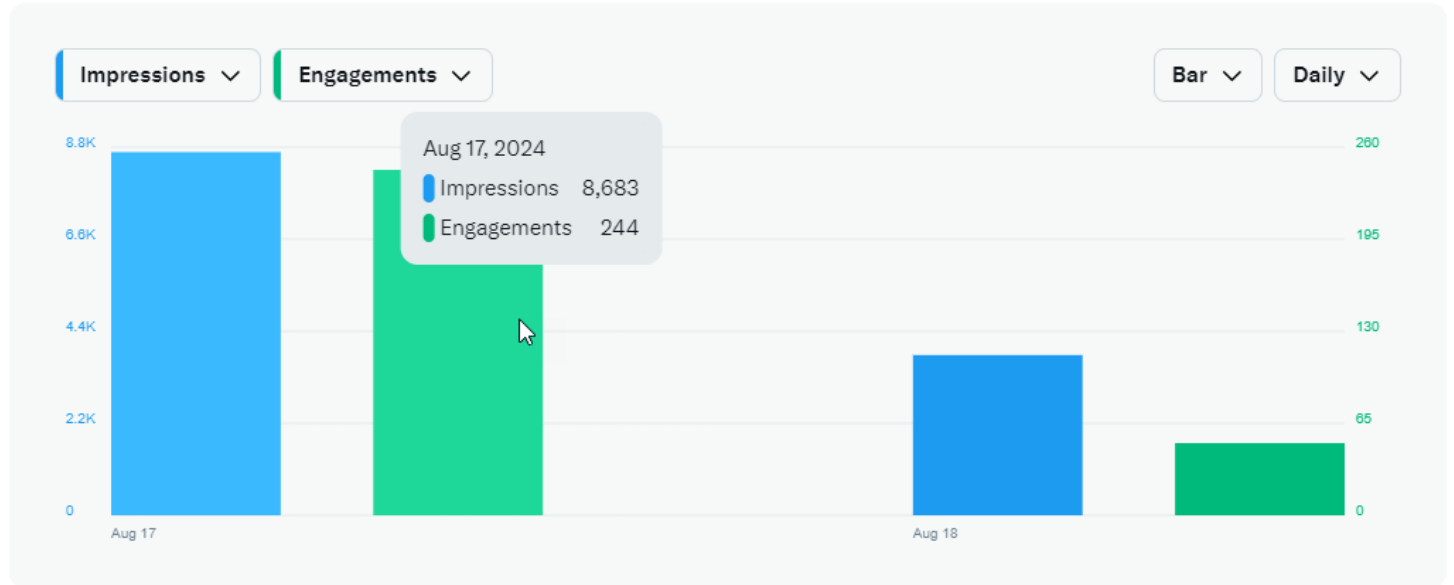 Impressions Engagements Bar Daily
Aug 17, 2024
Impressions 8,683
Engagements 244
8.8K 260
6.6K 195
4.4K 130
2.2K 65
0 0
Aug 17 Aug 18